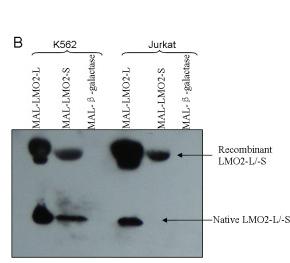 B
K562
Jurkat
MAL-LMO2-L
MAL-LMO2-S
MAL-β-galactase
MAL-LMO2-L
MAL-LMO2-S
MAL-β-galactase
Recombinant
LMO2-L/-S
Native LMO2-L/-S